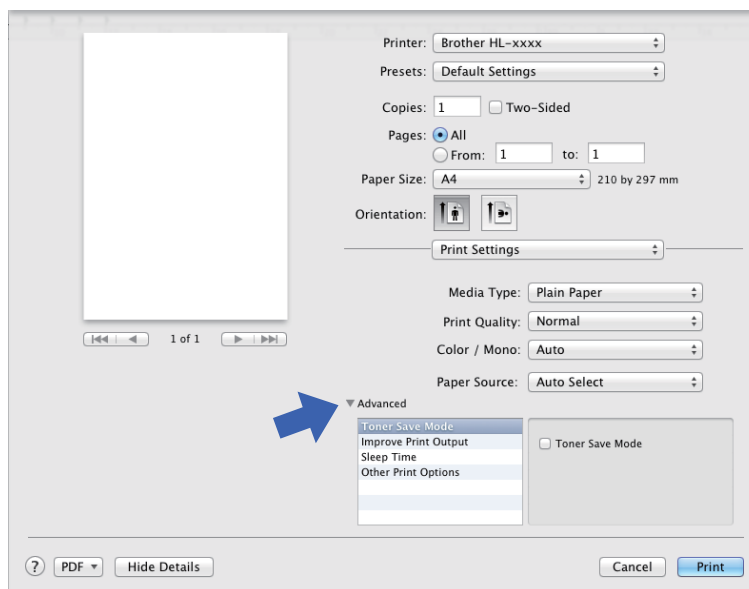 Printer: Brother HL-xxxx
Presets: Default Settings
Copies: 1 Two-Sided
Pages: All
From: 1 to: 1
Paper Size: A4 210 by 297 mm
Orientation:
Print Settings
Media Type: Plain Paper
Print Quality: Normal
1 of 1
Color / Mono: Auto
Paper Source: Auto Select
Advanced
Toner Save Mode
Improve Print Output
Sleep Time
Other Print Options
Toner Save Mode
? PDF Hide Details Cancel Print